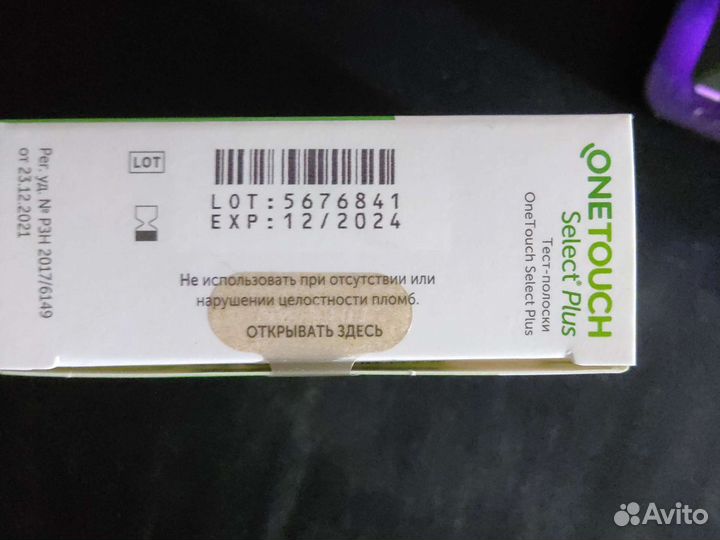 LOT
LOT:5676841
EXP:12/2024
Не использовать при отсутствии или
нарушении целостности пломб.
ОТКРЫВАТЬ ЗДЕСЬ
ONETOUCH
Select® Plus
Тест-полоски
OneTouch Select Plus
Рег. уд. № РЗН 2017/6149
от 23.12.2021
Avito